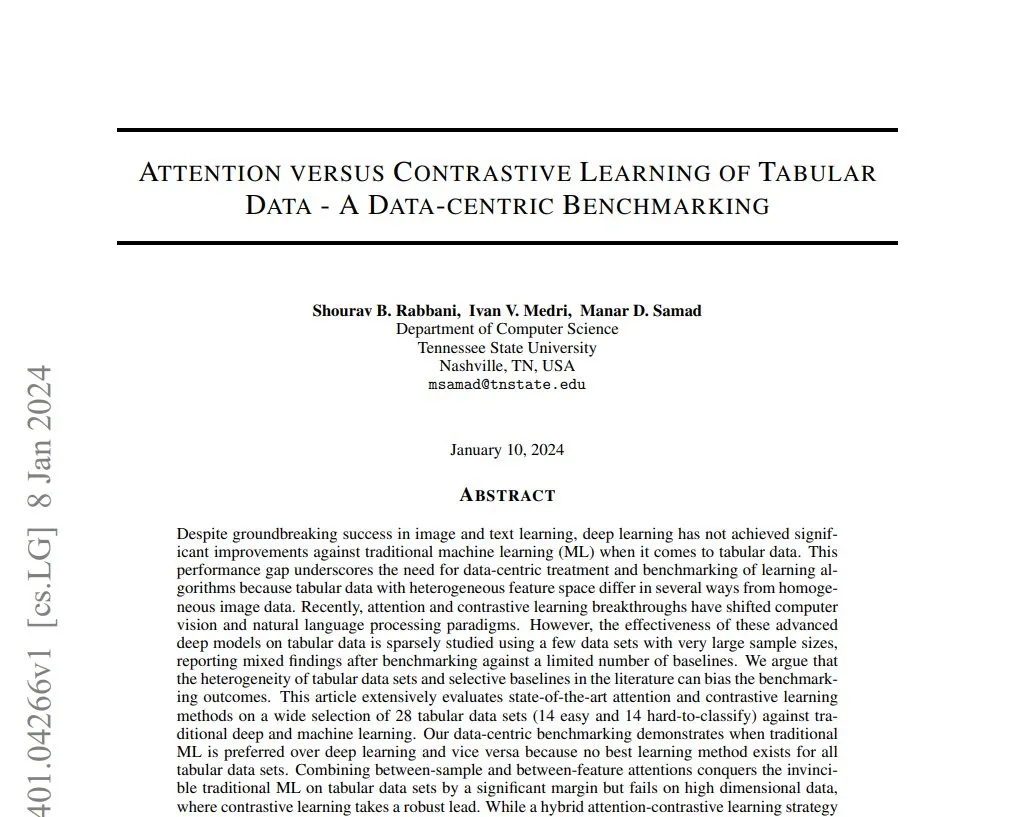 ATTENTION VERSUS CONTRASTIVE LEARNING OF TABULAR
DATA - A DATA-CENTRIC BENCHMARKING
Shourav B. Rabbani, Ivan V. Medri, Manar D. Samad
Department of Computer Science
Tennessee State University
Nashville, TN, USA
msamad@tnstate.edu
January 10, 2024
ABSTRACT
Despite groundbreaking success in image and text learning, deep learning has not achieved signif-
icant improvements against traditional machine learning (ML) when it comes to tabular data. This
performance gap underscores the need for data-centric treatment and benchmarking of learning al-
gorithms because tabular data with heterogeneous feature space differ in several ways from homoge-
neous image data. Recently, attention and contrastive learning breakthroughs have shifted computer
vision and natural language processing paradigms. However, the effectiveness of these advanced
deep models on tabular data is sparsely studied using a few data sets with very large sample sizes,
reporting mixed findings after benchmarking against a limited number of baselines. We argue that
the heterogeneity of tabular data sets and selective baselines in the literature can bias the benchmark-
ing outcomes. This article extensively evaluates state-of-the-art attention and contrastive learning
methods on a wide selection of 28 tabular data sets (14 easy and 14 hard-to-classify) against tra-
ditional deep and machine learning. Our data-centric benchmarking demonstrates when traditional
ML is preferred over deep learning and vice versa because no best learning method exists for all
tabular data sets. Combining between-sample and between-feature attentions conquers the invinci-
ble traditional ML on tabular data sets by a significant margin but fails on high dimensional data,
where contrastive learning takes a robust lead. While a hybrid attention-contrastive learning strategy
401.04266v1 [cs.LG] 8 Jan 2024